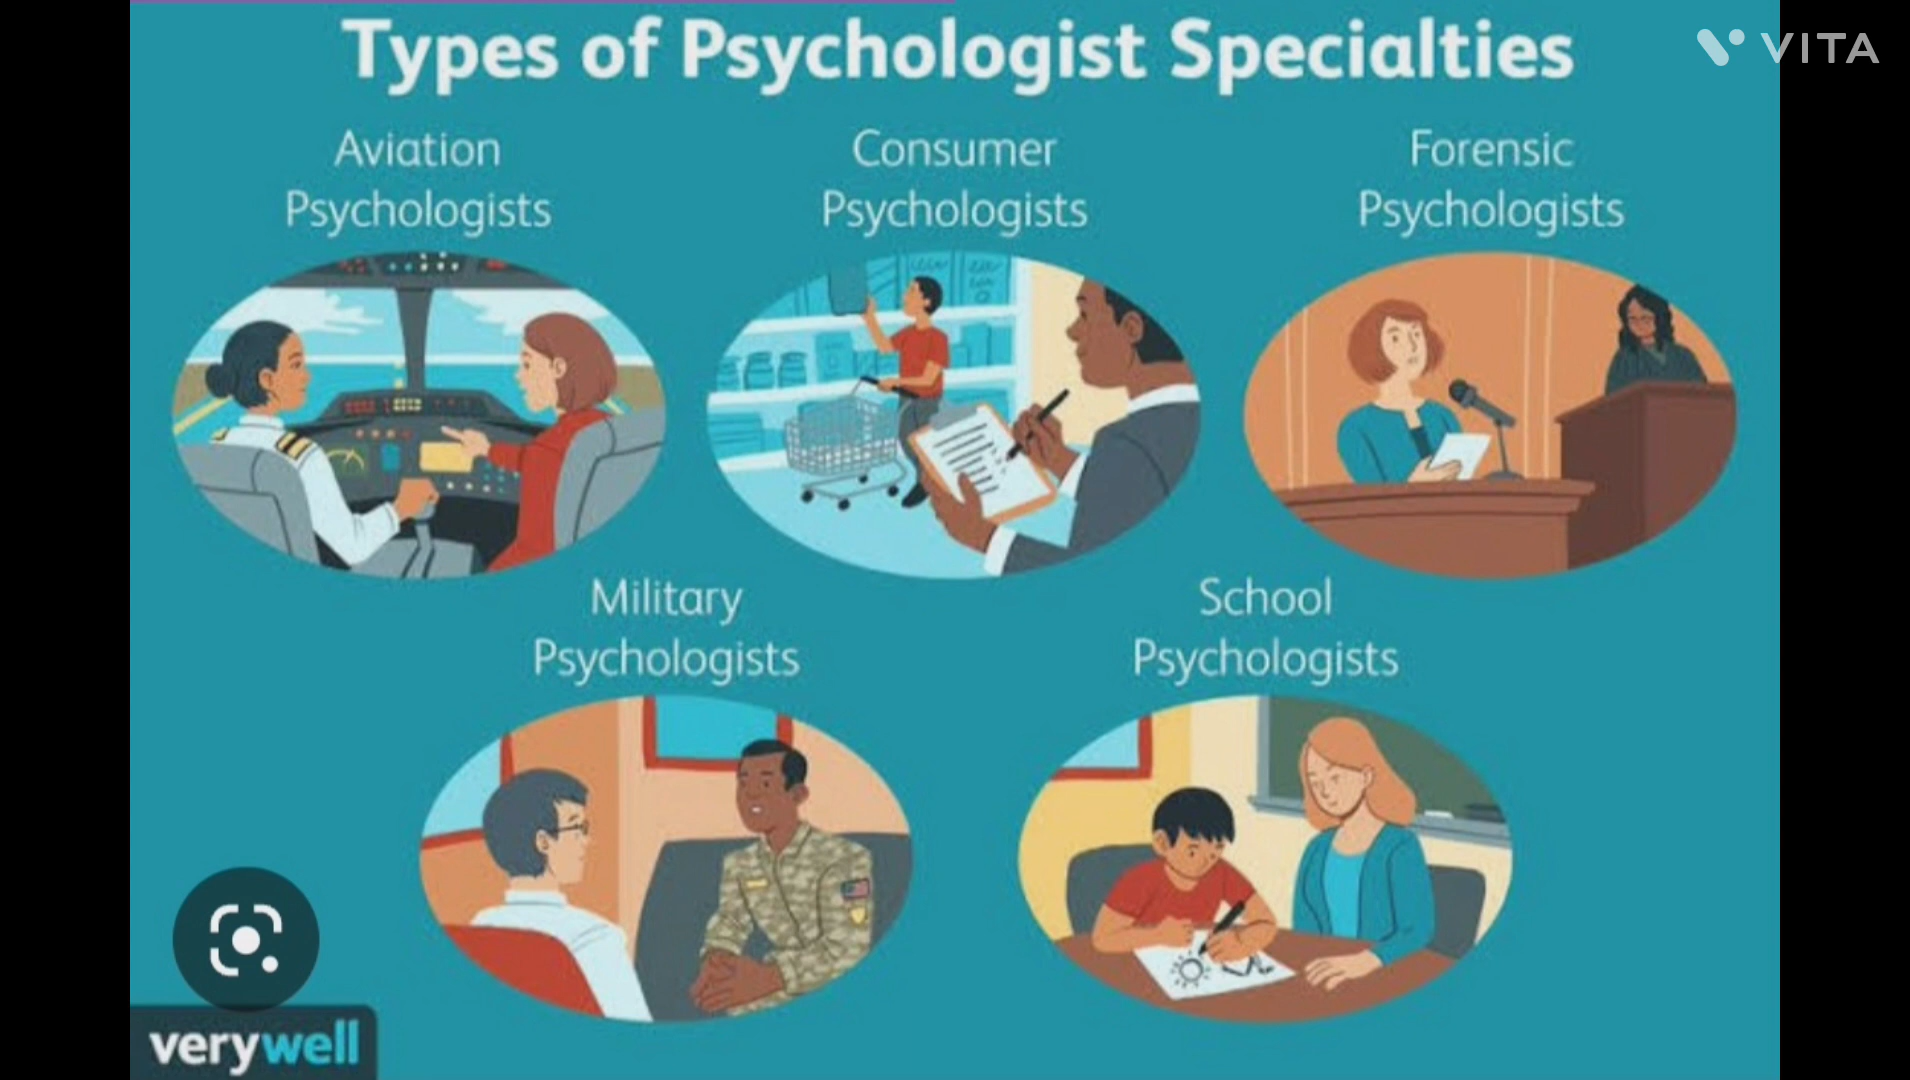 Types of Psychologist Specialties
VITA
Aviation
Psychologists
Consumer
Psychologists
Forensic
Psychologists
Military
Psychologists
School
Psychologists
verywell